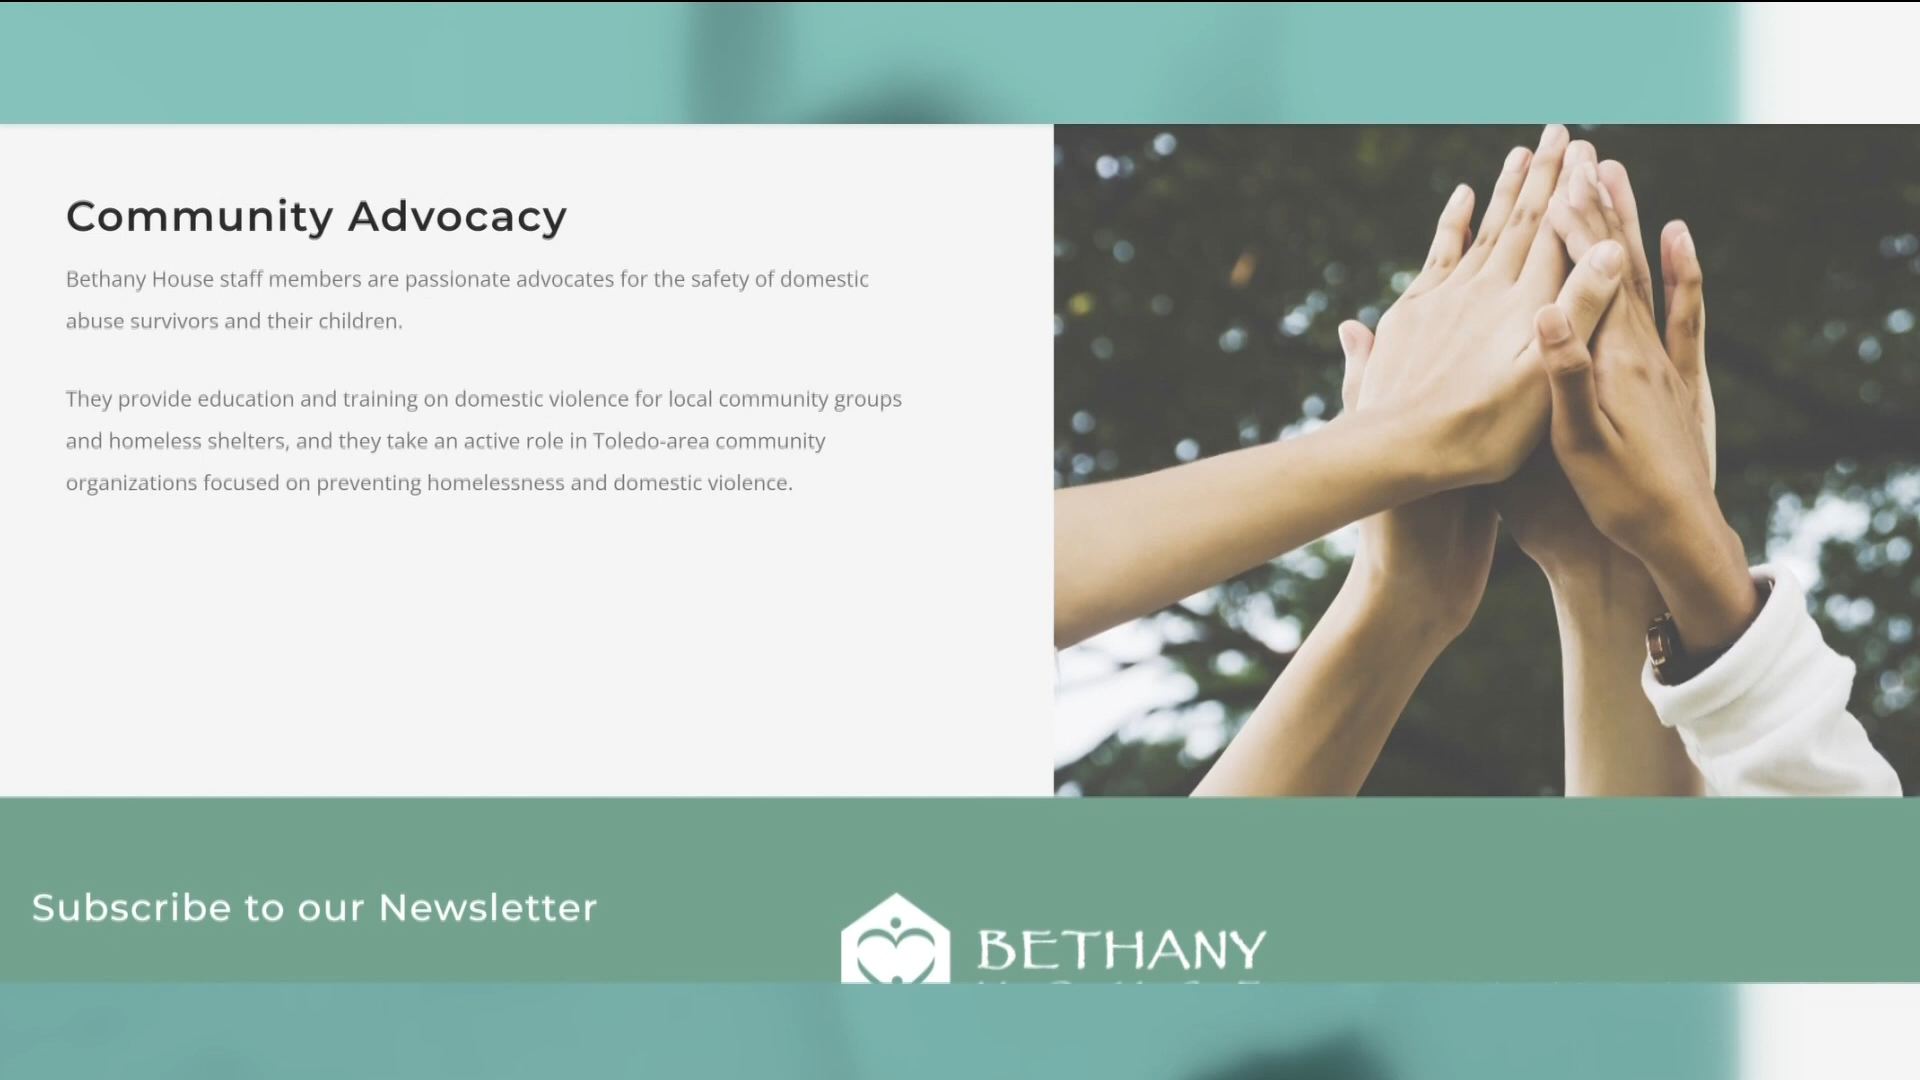 Community Advocacy
Bethany House staff members are passionate advocates for the safety of domestic
abuse survivors and their children.
They provide education and training on domestic violence for local community groups
and homeless shelters, and they take an active role in Toledo-area community
organizations focused on preventing homelessness and domestic violence.
Subscribe to our Newsletter
BETHANY